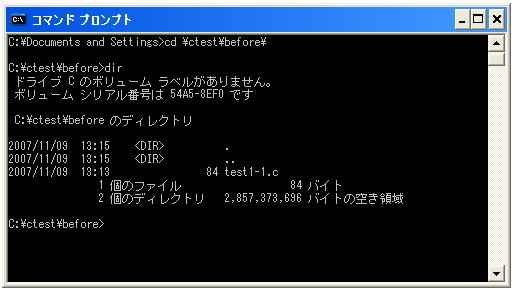 コマンド プロンプト
C:¥Documents and Settings>cd ¥ctest¥before¥
C:¥ctest¥before>dir
ドライブ C のボリューム ラベルがありません。
ボリューム シリアル番号は 54A5-8EF0 です
C:¥ctest¥before のディレクトリ
2007/11/09  13:15    <DIR>          .
2007/11/09  13:15    <DIR>          ..
2007/11/09  13:13                84 test1-1.c
1 個のファイル                  84 バイト
2 個のディレクトリ   2,857,373,696 バイトの空き領域
C:¥ctest¥before>